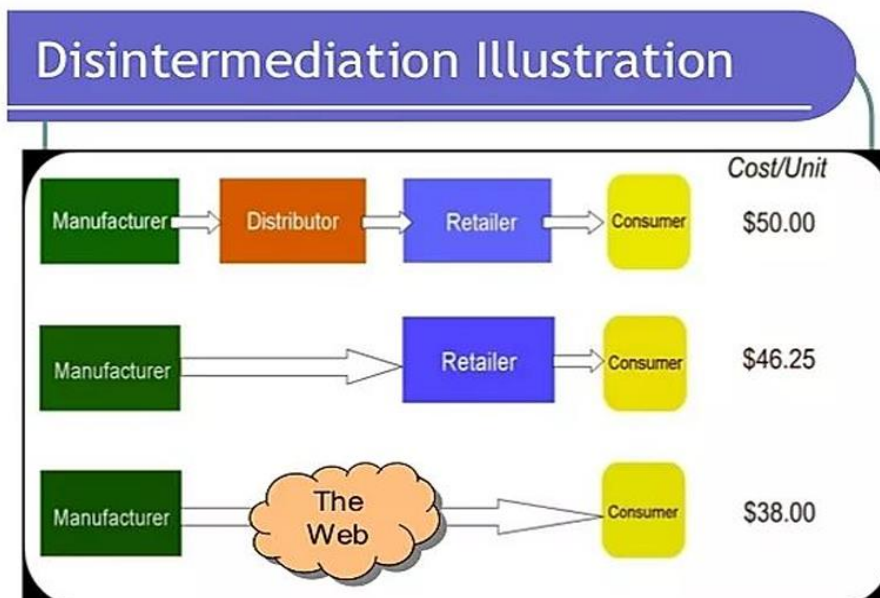 Disintermediation Illustration
Cost/Unit
Manufacturer Distributor Retailer Consumer $50.00
Manufacturer Retailer Consumer $46.25
Manufacturer The Web Consumer $38.00